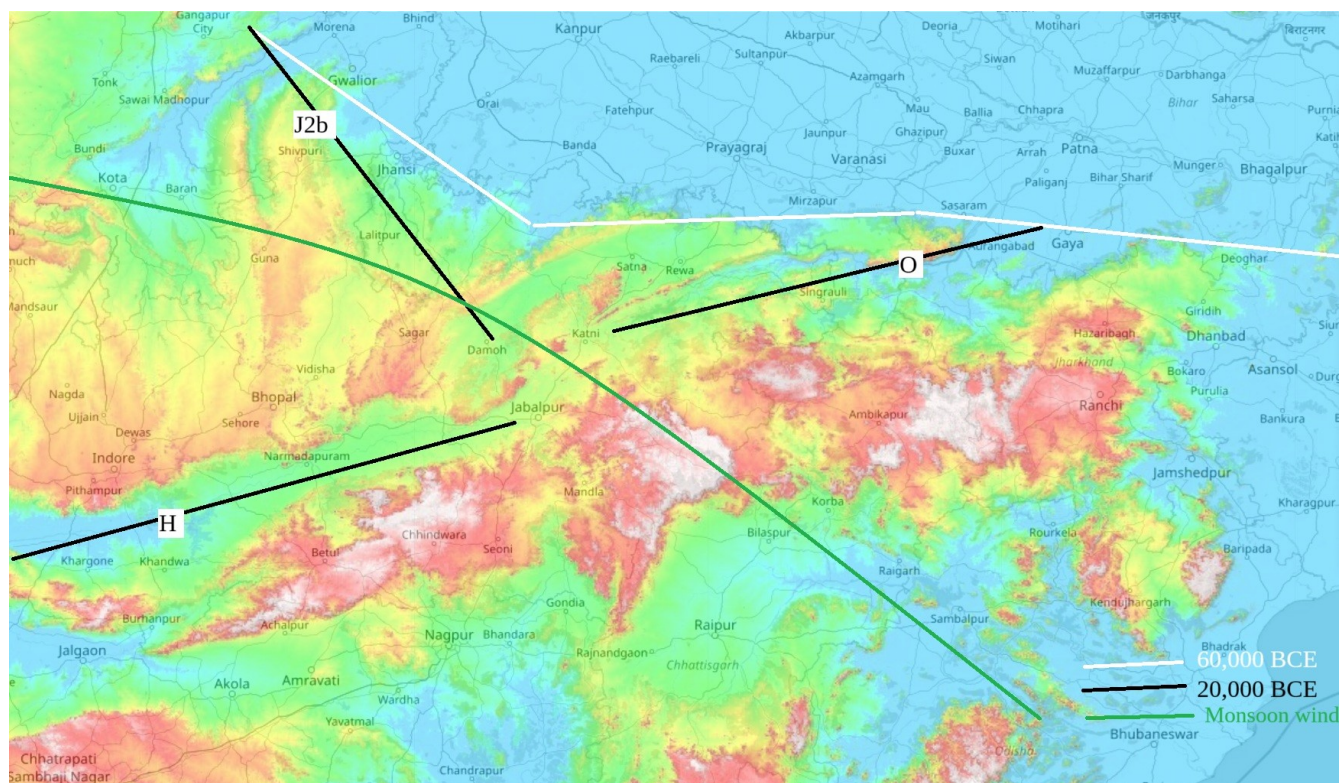 Gangapur
City
Morena
Bhind
Kanpur
Deoria
Motihari
Akbarpur
Raebareli
Sultanpur
Siwan
Tonk
Gwalior
Azamgarh
Muzaffarpur
Darbhanga
Sawai Madhopur
Orai
Fatehpur
Mau
Ballia
Chhapra
Bihar
Saharsa
J2b
Ghazipur
Jaunpur
Bundi
Shivpuri
Banda
Prayagraj
Varanasi
Buxar
Arrah
Patna
Jhansi
Munger
Bhagalpur
Kota
Baran
Paliganj
Bihar Sharif
Mirzapur
Sasaram
Lalitpur
Gaya
Guna
Satna
Rewa
O
Deoghar
Singrauli
Mandsaur
Giridih
Sagar
Katni
Hazaribagh
Dhanbad
Damoh
Jharkhand
Vidisha
Asansol
Bokaro
Nagda
Bhopal
Purulia
Ujjain
Jabalpur
Ambikapur
Ranchi
Bankura
Sehore
Dewas
Narmadapuram
Indore
Pithampur
Jamshedpur
Mandla
Korba
Kharagpur
H
Chhindwara
Bilaspur
Rourkela
Betul
Seoni
Baripada
Khargone
Khandwa
Raigarh
Kendujhargarh
Gondia
Burhanpur
Achalpur
Sambalpur
Raipur
Jalgaon
Nagpur
Bhandara
Bhadrak
Rajnandgaon
60,000 BCE
Chhattisgarh
Akola
Amravati
20,000 BCE
Wardha
Monsoon wind
Yavatmal
Bhubaneswar
Chhatrapati
Sambhaji Nagar
Odisha
Chandrapur